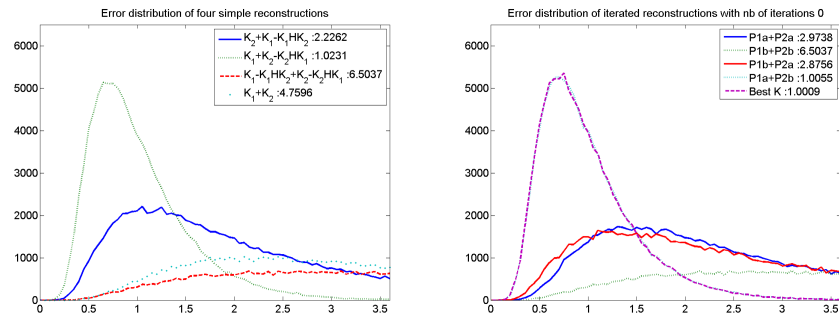 Error distribution of four simple reconstructions
K₂+K₁-K₁HK₂:2.2262
K₁+K₂-K₂HK₁:1.0231
K₁-K₁HK₂+K₂-K₂HK₁:6.5037
K₁+K₂:4.7596
6000
5000
4000
3000
2000
1000
0
0 0.5 1 1.5 2 2.5 3 3.5
Error distribution of iterated reconstructions with nb of iterations 0
P1a+P2a:2.9738
P1b+P2b:6.5037
P1b+P2a:2.8756
P1a+P2b:1.0055
Best K :1.0009
6000
5000
4000
3000
2000
1000
0
0 0.5 1 1.5 2 2.5 3 3.5